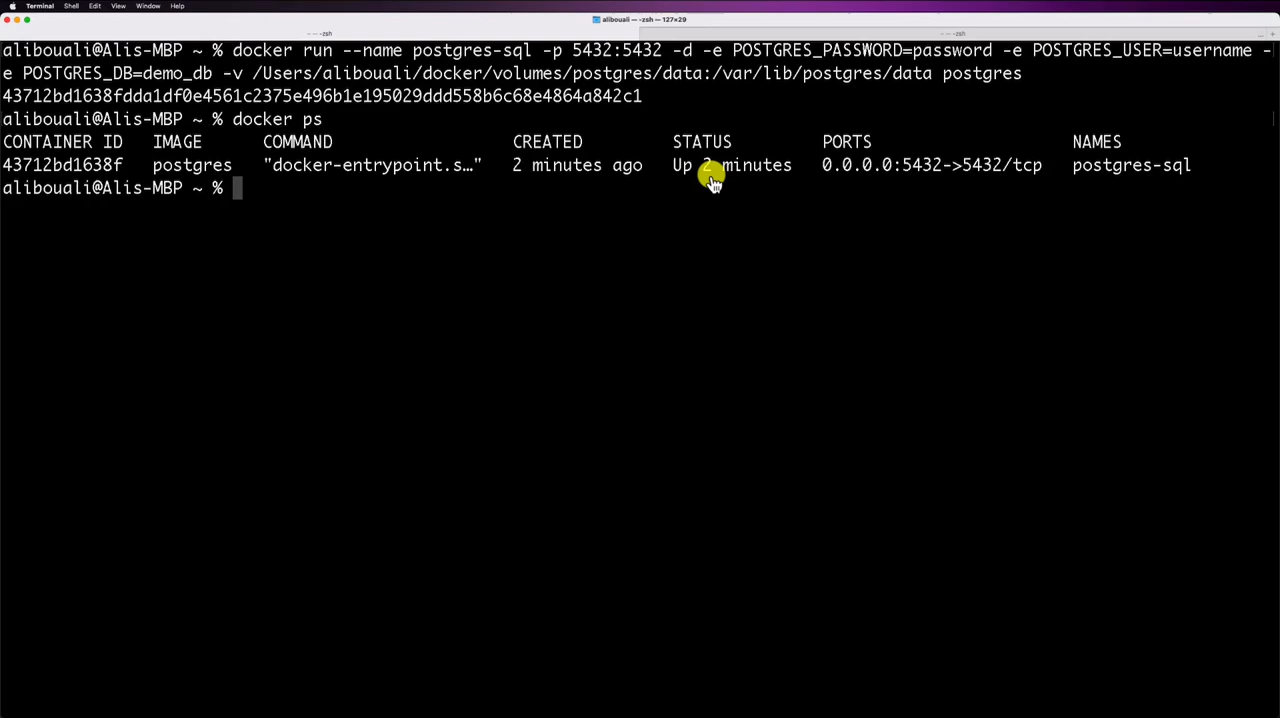 Terminal Shell Edit View Window Help
alibouali — -zsh — 127×29
-- -zsh -- -zsh
alibouali@Alis-MBP ~ % docker run --name postgres-sql -p 5432:5432 -d -e POSTGRES_PASSWORD=password -e POSTGRES_USER=username -
e POSTGRES_DB=demo_db -v /Users/alibouali/docker/volumes/postgres/data:/var/lib/postgres/data postgres
43712bd1638fdda1df0e4561c2375e496b1e195029ddd558b6c68e4864a842c1
alibouali@Alis-MBP ~ % docker ps
CONTAINER ID IMAGE COMMAND CREATED STATUS PORTS NAMES
43712bd1638f postgres "docker-entrypoint.s…" 2 minutes ago Up 2 minutes 0.0.0.0:5432->5432/tcp postgres-sql
alibouali@Alis-MBP ~ %